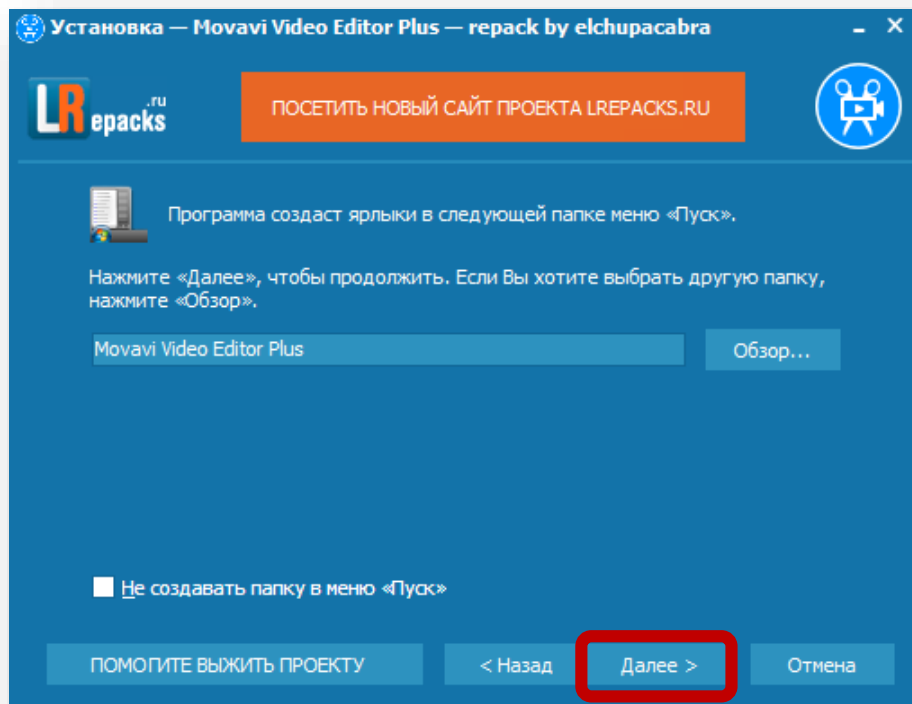 Установка — Movavi Video Editor Plus — repack by elchupacabra
LRepacks.ru
ПОСЕТИТЬ НОВЫЙ САЙТ ПРОЕКТА LREPACKS.RU
Программа создаст ярлыки в следующей папке меню «Пуск».
Нажмите «Далее», чтобы продолжить. Если Вы хотите выбрать другую папку,
нажмите «Обзор».
Movavi Video Editor Plus
Обзор...
Не создавать папку в меню «Пуск»
ПОМОГИТЕ ВЫЖИТЬ ПРОЕКТУ
< Назад
Далее >
Отмена